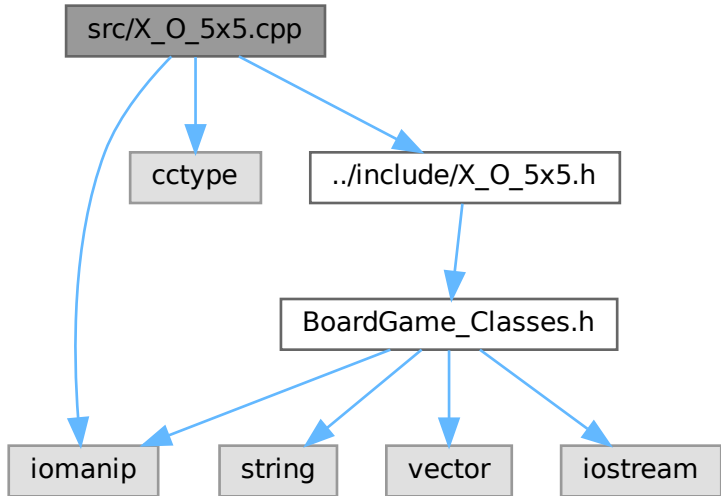 src/X_O_5x5.cpp
cctype
../include/X_O_5x5.h
BoardGame_Classes.h
iomanip
string
vector
iostream